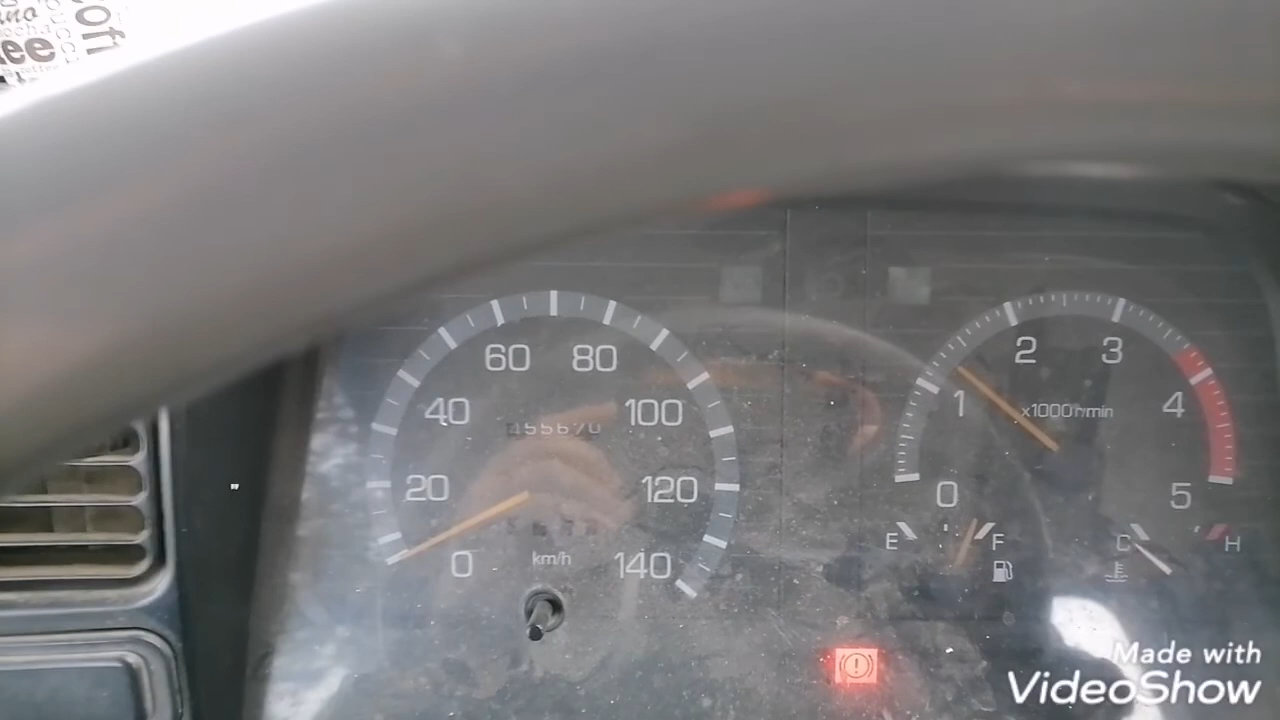 ee
60 80
40 100
20 120
0 km/h 140
2 3
1 x1000r/min 4
0 5
E F C H
Made with
VideoShow